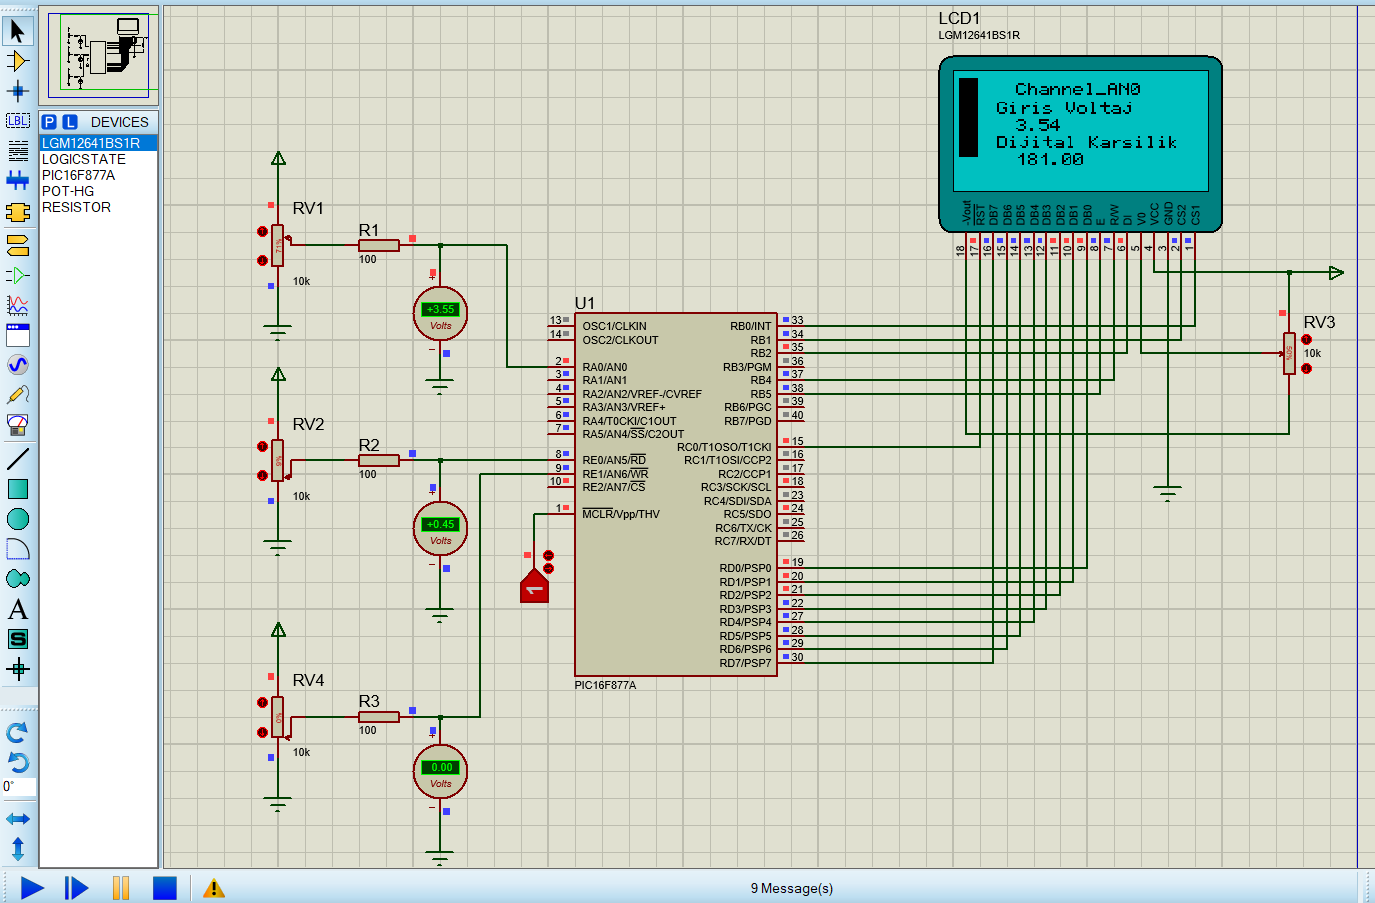 LBL
A
S
0°
P L DEVICES
LGM12641BS1R
LOGICSTATE
PIC16F877A
POT-HG
RESISTOR
LCD1
LGM12641BS1R
Channel_AN0
Giris Voltaj
3.54
Dijital Karsilik
181.00
-Vout RST DB7 DB6 DB5 DB4 DB3 DB2 DB1 DB0 E R/W DI V0 VCC GND CS2 CS1
18 17 16 15 14 13 12 11 10 9 8 7 6 5 4 3 2 1
RV1
71%
10k
R1
100
+3.55
Volts
RV2
9%
10k
R2
100
+0.45
Volts
RV4
0%
10k
R3
100
0.00
Volts
1
RV3
50%
10k
U1
13 OSC1/CLKIN
14 OSC2/CLKOUT
2 RA0/AN0
3 RA1/AN1
4 RA2/AN2/VREF-/CVREF
5 RA3/AN3/VREF+
6 RA4/T0CKI/C1OUT
7 RA5/AN4/SS/C2OUT
8 RE0/AN5/RD
9 RE1/AN6/WR
10 RE2/AN7/CS
1 MCLR/Vpp/THV
RB0/INT 33
RB1 34
RB2 35
RB3/PGM 36
RB4 37
RB5 38
RB6/PGC 39
RB7/PGD 40
RC0/T1OSO/T1CKI 15
RC1/T1OSI/CCP2 16
RC2/CCP1 17
RC3/SCK/SCL 18
RC4/SDI/SDA 23
RC5/SDO 24
RC6/TX/CK 25
RC7/RX/DT 26
RD0/PSP0 19
RD1/PSP1 20
RD2/PSP2 21
RD3/PSP3 22
RD4/PSP4 27
RD5/PSP5 28
RD6/PSP6 29
RD7/PSP7 30
PIC16F877A
9 Message(s)